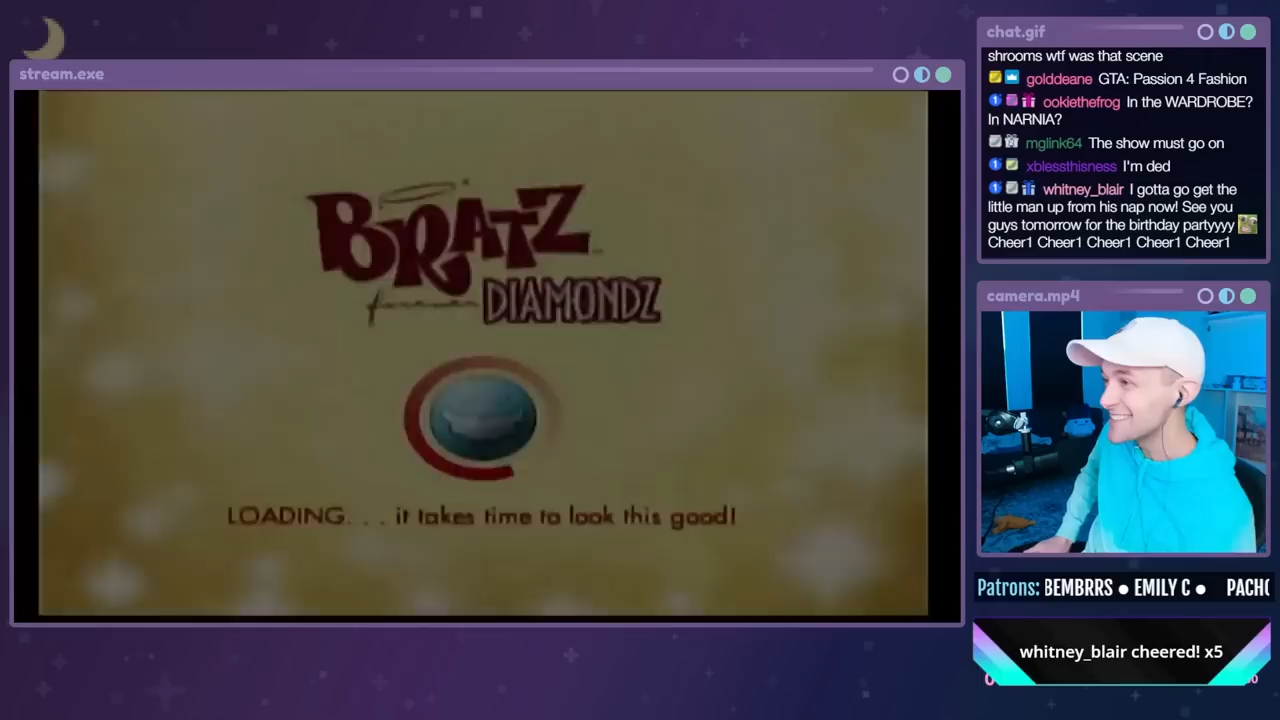 stream.exe
BRATZ
forever DIAMONDZ
LOADING. . . it takes time to look this good!
chat.gif
shrooms wtf was that scene
golddeane GTA: Passion 4 Fashion
ookiethefrog In the WARDROBE?
In NARNIA?
mglink64 The show must go on
xblessthisness I'm ded
whitney_blair I gotta go get the
little man up from his nap now! See you
guys tomorrow for the birthday partyyyy
Cheer1 Cheer1 Cheer1 Cheer1 Cheer1
camera.mp4
Patrons: BEMBRRS ● EMILY C ● PACHO
whitney_blair cheered! x5